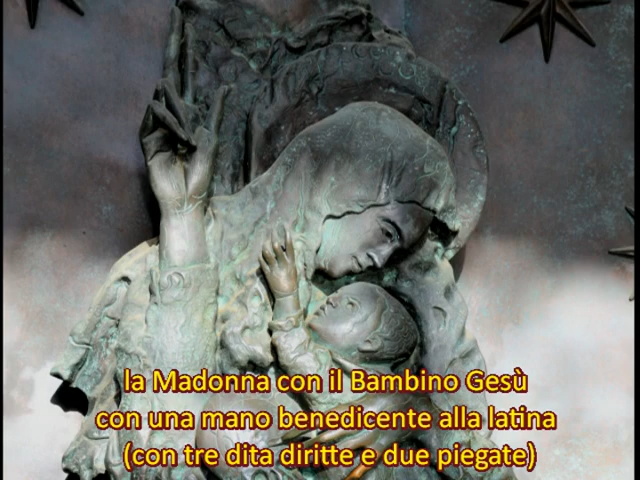 la Madonna con il Bambino Gesù
con una mano benedicente alla latina
(con tre dita diritte e due piegate)